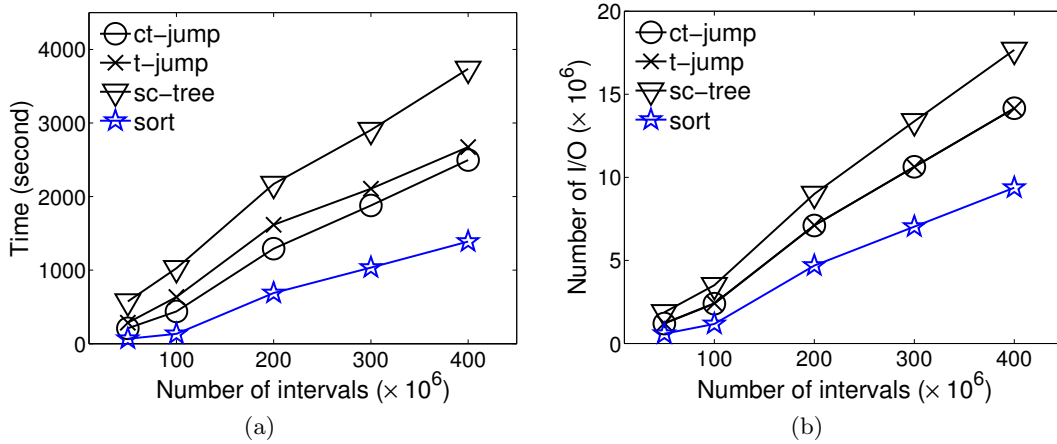 4000
3000
2000
1000
0
Time (second)
ct-jump
t-jump
sc-tree
sort
100
200
300
400
Number of intervals (× 10⁶)
(a)
20
15
10
5
0
Number of I/O (× 10⁶)
ct-jump
t-jump
sc-tree
sort
100
200
300
400
Number of intervals (× 10⁶)
(b)